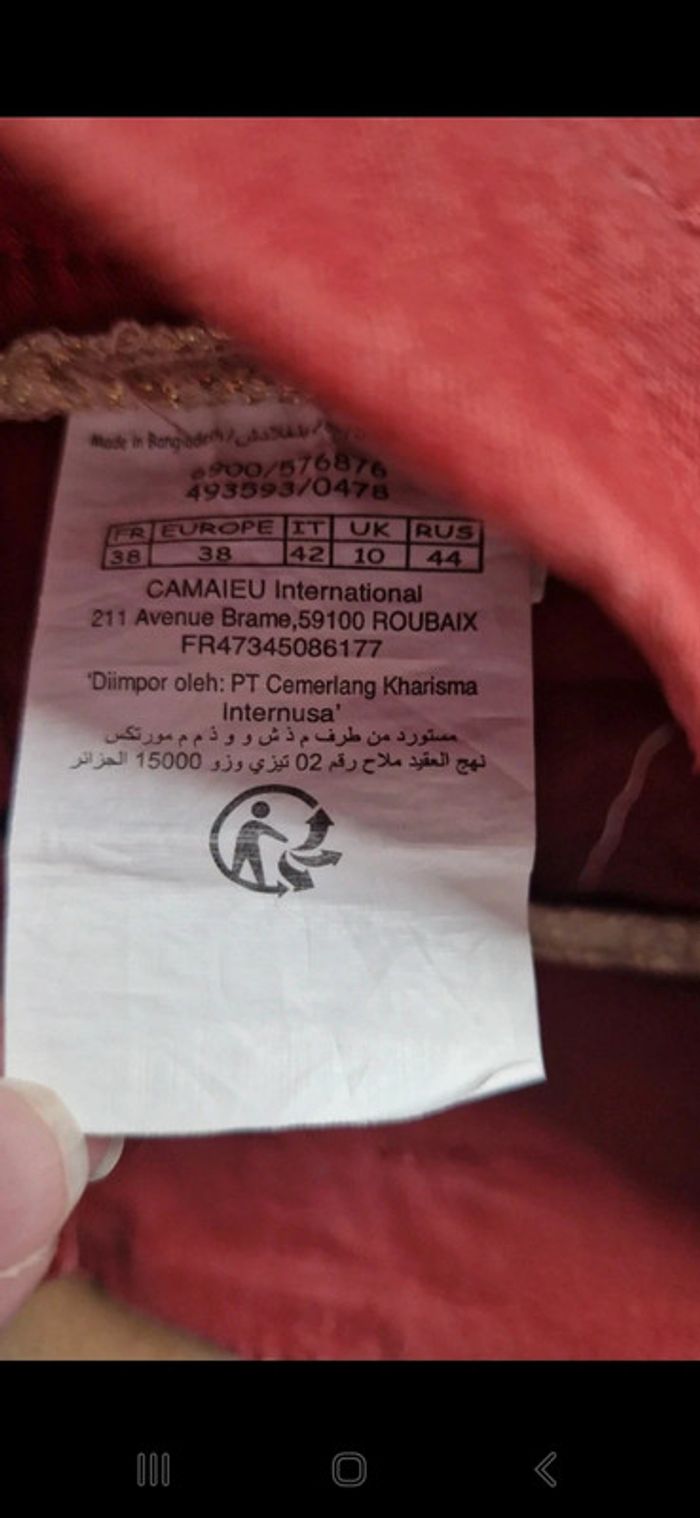 Made in Bangladesh/
6900/576876
493593/0478
FR EUROPE IT UK RUS
38 38 42 10 44
CAMAIEU International
211 Avenue Brame,59100 ROUBAIX
FR47345086177
'Diimpor oleh: PT Cemerlang Kharisma
Internusa'
مستورد من طرف م ذ ش و و ذ م م مورتكس
نهج العقيد ملاح رقم 02 تيزي وزو 15000 الجزائر